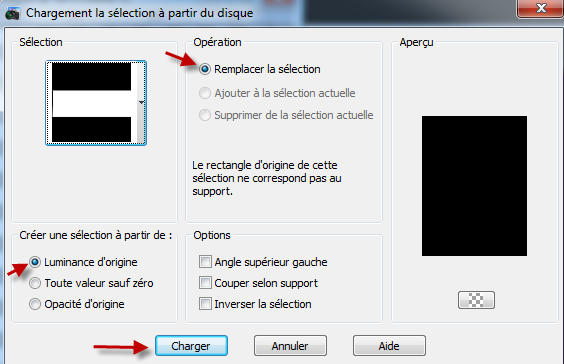 Chargement la sélection à partir du disque
Sélection
Opération
Remplacer la sélection
Ajouter à la sélection actuelle
Supprimer de la sélection actuelle
Le rectangle d'origine de cette
sélection ne correspond pas au
support.
Aperçu
Créer une sélection à partir de :
Luminance d'origine
Toute valeur sauf zéro
Opacité d'origine
Options
Angle supérieur gauche
Couper selon support
Inverser la sélection
Charger
Annuler
Aide